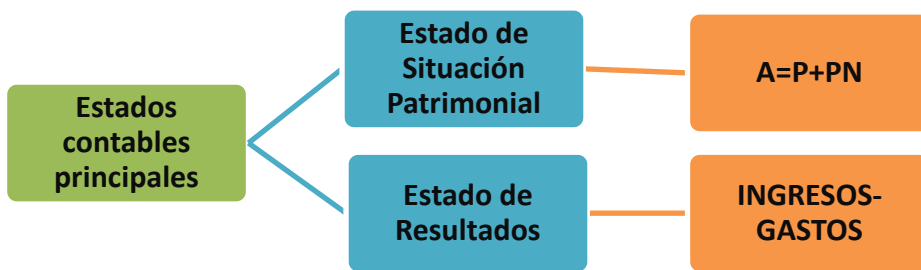 Estados
contables
principales
Estado de
Situación
Patrimonial
A=P+PN
Estado de
Resultados
INGRESOS-
GASTOS